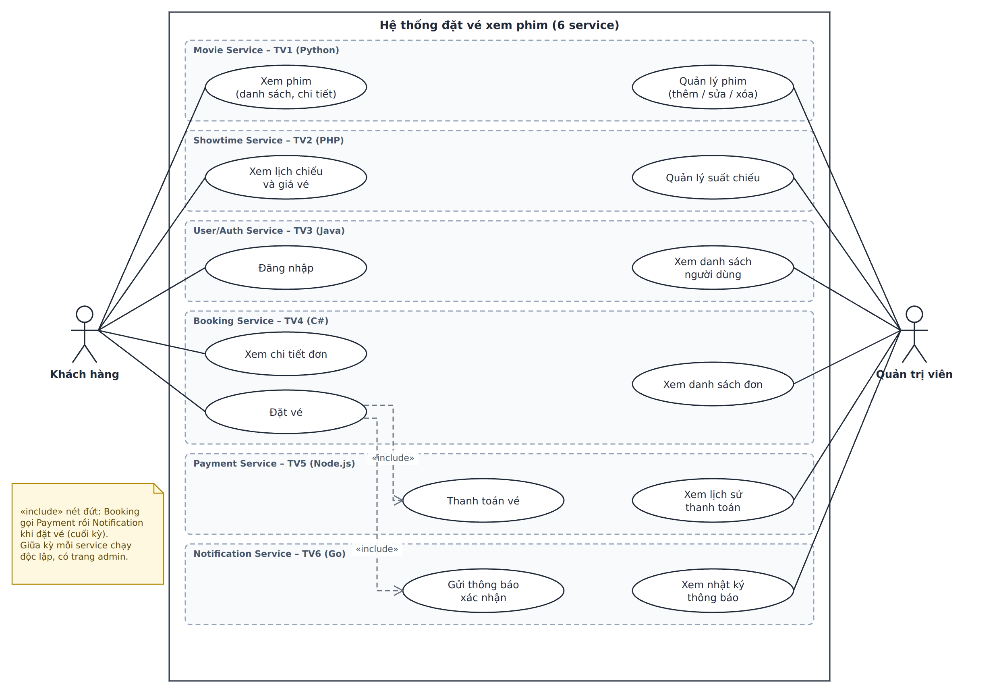 Hệ thống đặt vé xem phim (6 service)
Movie Service – TV1 (Python)
Xem phim
(danh sách, chi tiết)
Quản lý phim
(thêm / sửa / xóa)
Showtime Service – TV2 (PHP)
Xem lịch chiếu
và giá vé
Quản lý suất chiếu
User/Auth Service – TV3 (Java)
Đăng nhập
Xem danh sách
người dùng
Booking Service – TV4 (C#)
Xem chi tiết đơn
Khách hàng
Quản trị viên
Xem danh sách đơn
Đặt vé
«include»
Payment Service – TV5 (Node.js)
Thanh toán vé
Xem lịch sử
thanh toán
«include» nét đứt: Booking
gọi Payment rồi Notification
khi đặt vé (cuối kỳ).
Giữa kỳ mỗi service chạy
độc lập, có trang admin.
«include»
Notification Service – TV6 (Go)
Gửi thông báo
xác nhận
Xem nhật ký
thông báo